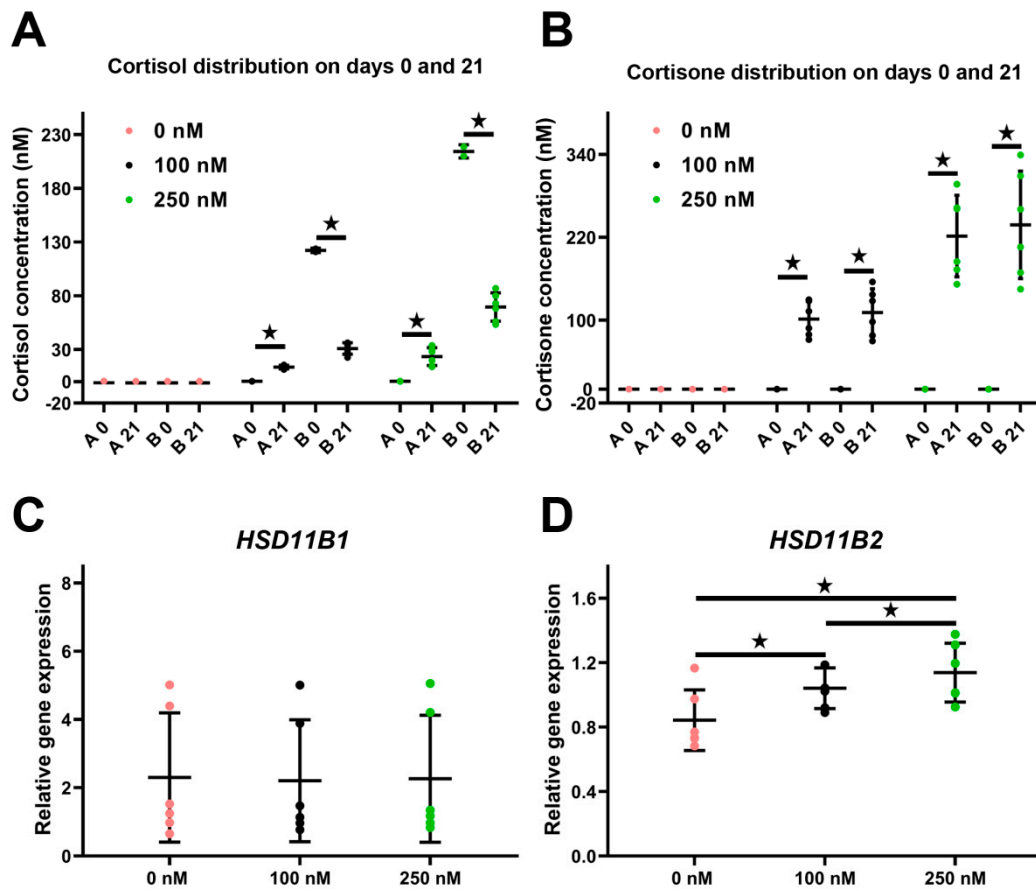 A
Cortisol distribution on days 0 and 21
Cortisol concentration (nM)
230
180
130
80
30
0
-20
0 nM
100 nM
250 nM
A 0
A 21
B 0
B 21
A 0
A 21
B 0
B 21
A 0
A 21
B 0
B 21
B
Cortisone distribution on days 0 and 21
Cortisone concentration (nM)
340
220
100
0
-20
0 nM
100 nM
250 nM
A 0
A 21
B 0
B 21
A 0
A 21
B 0
B 21
A 0
A 21
B 0
B 21
C
HSD11B1
Relative gene expression
8
6
4
2
0
0 nM
100 nM
250 nM
D
HSD11B2
Relative gene expression
1.6
1.2
0.8
0.4
0.0
0 nM
100 nM
250 nM